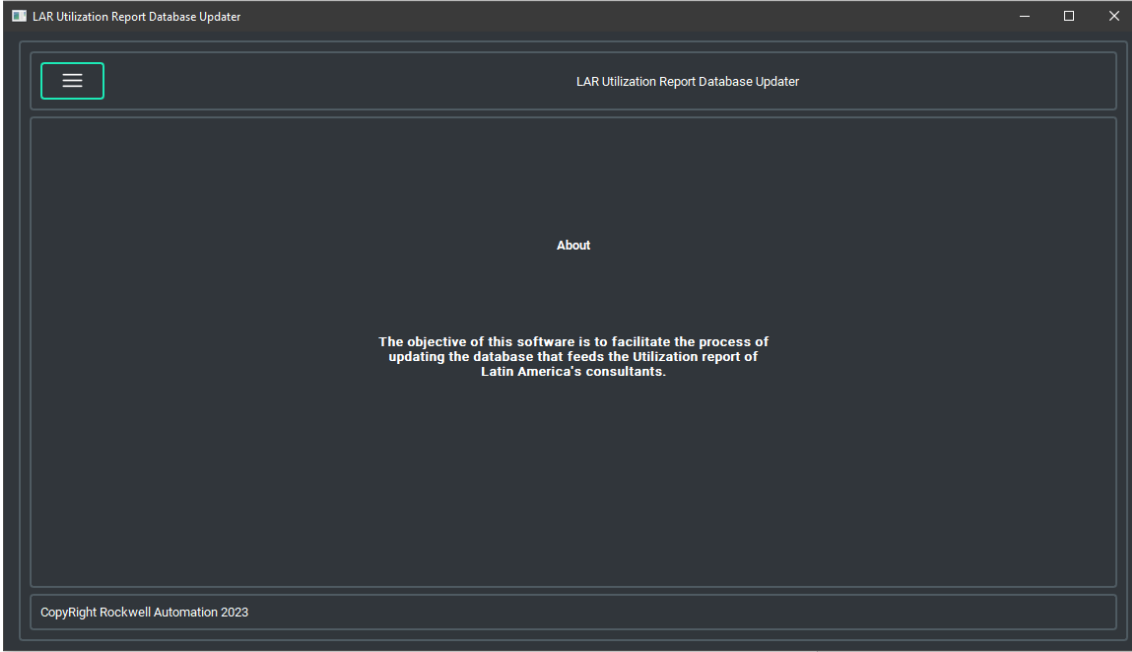 LAR Utilization Report Database Updater
LAR Utilization Report Database Updater
About
The objective of this software is to facilitate the process of
updating the database that feeds the Utilization report of
Latin America's consultants.
CopyRight Rockwell Automation 2023